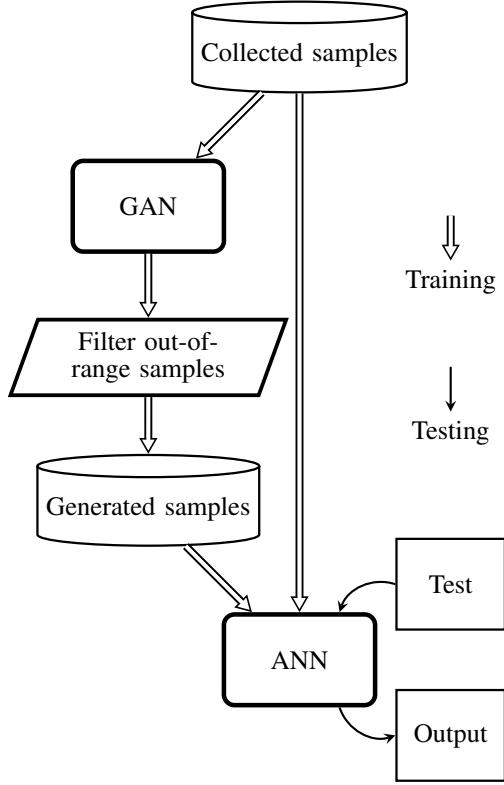 Collected samples
GAN
Training
Filter out-of-
range samples
Testing
Generated samples
Test
ANN
Output